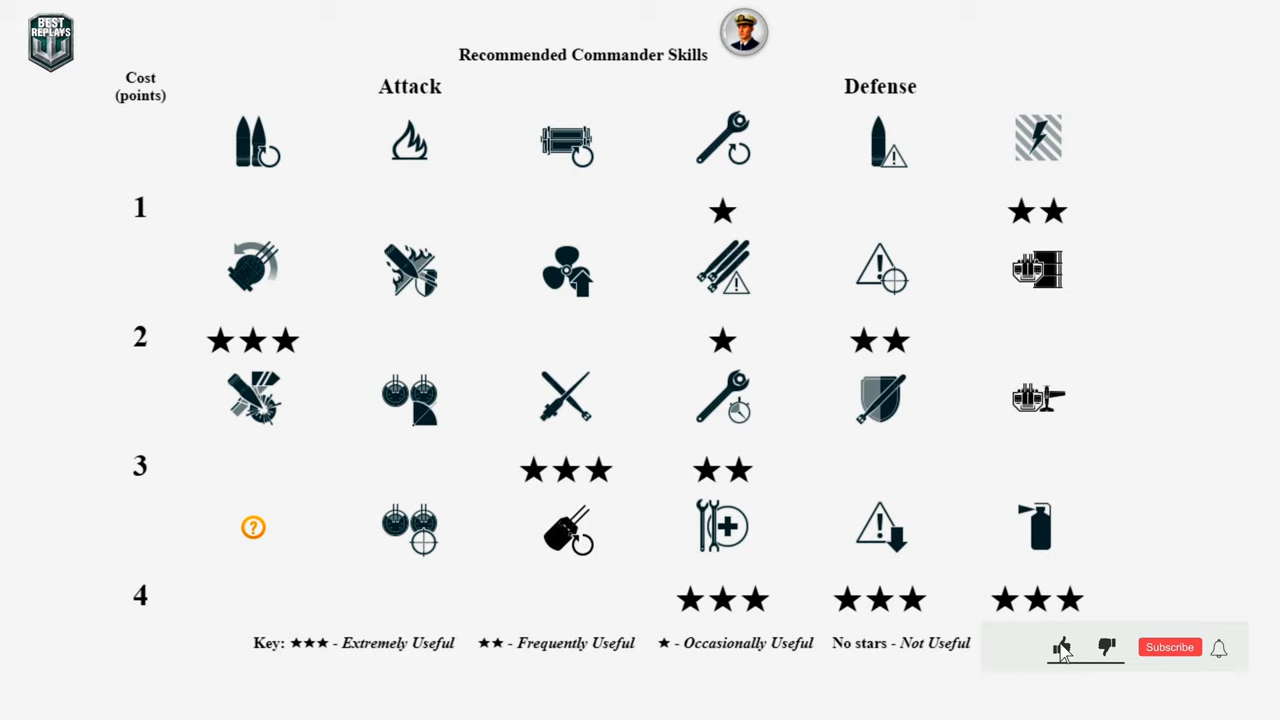 BEST
REPLAYS
Recommended Commander Skills
Cost
(points)
Attack
Defense
1
★
★★
2
★★★
★
★★
3
★★★
★★
?
4
★★★
★★★
★★★
Key: ★★★ - Extremely Useful ★★ - Frequently Useful ★ - Occasionally Useful No stars - Not Useful
Subscribe